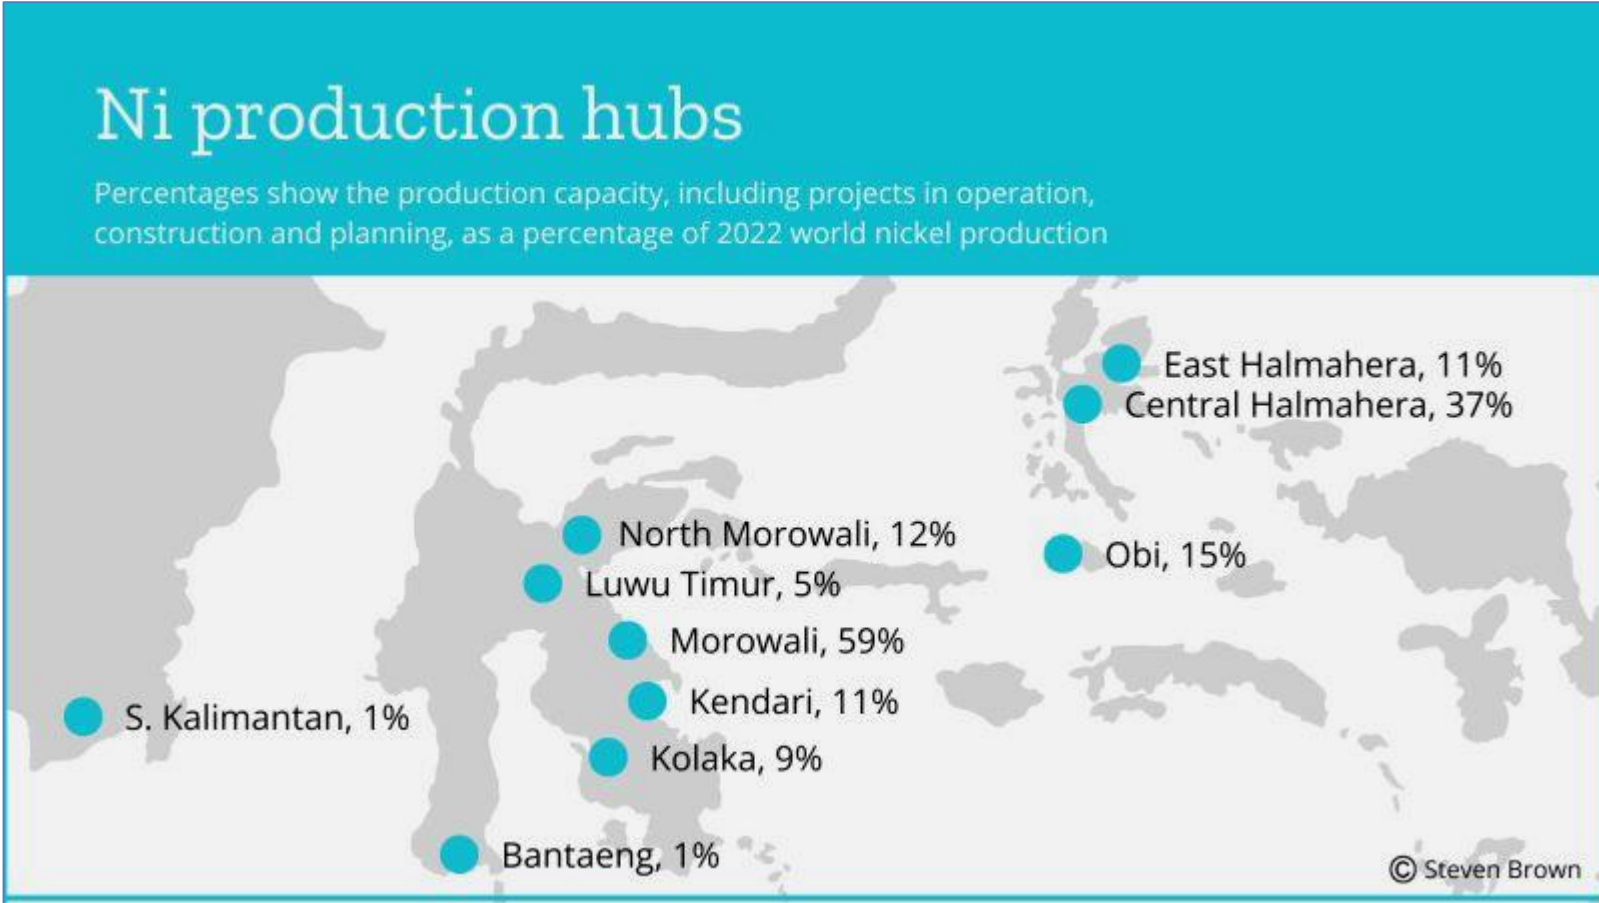 Ni production hubs
Percentages show the production capacity, including projects in operation,
construction and planning, as a percentage of 2022 world nickel production
East Halmahera, 11%
Central Halmahera, 37%
North Morowali, 12%
Obi, 15%
Luwu Timur, 5%
Morowali, 59%
Kendari, 11%
S. Kalimantan, 1%
Kolaka, 9%
Bantaeng, 1%
© Steven Brown